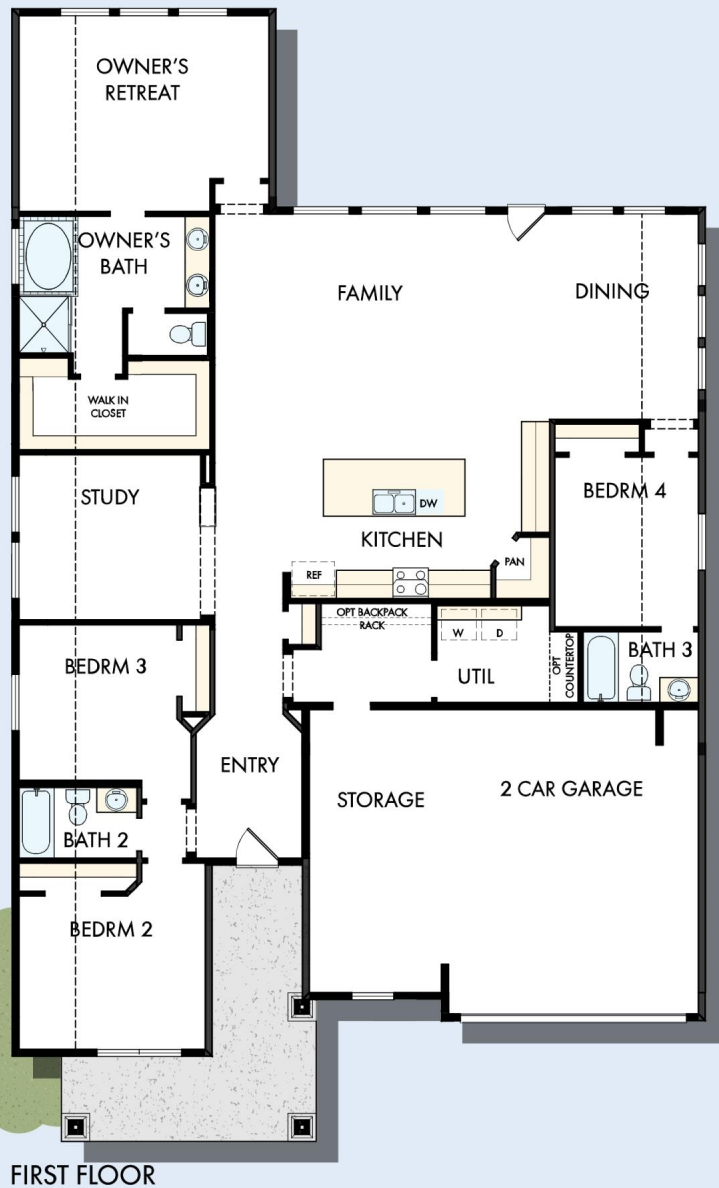 OWNER'S
RETREAT
OWNER'S
BATH
FAMILY
DINING
WALK IN
CLOSET
STUDY
BEDRM 4
DW
KITCHEN
PAN
REF
OPT BACKPACK
RACK
W
D
UTIL
OPT
COUNTERTOP
BATH 3
BEDRM 3
ENTRY
STORAGE
2 CAR GARAGE
BATH 2
BEDRM 2
FIRST FLOOR